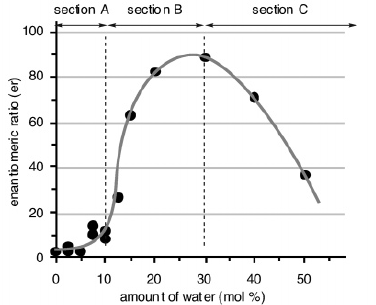 section A section B section C
100
80
60
40
20
0
enantiomeric ratio (er)
0 10 20 30 40 50
amount of water (mol %)